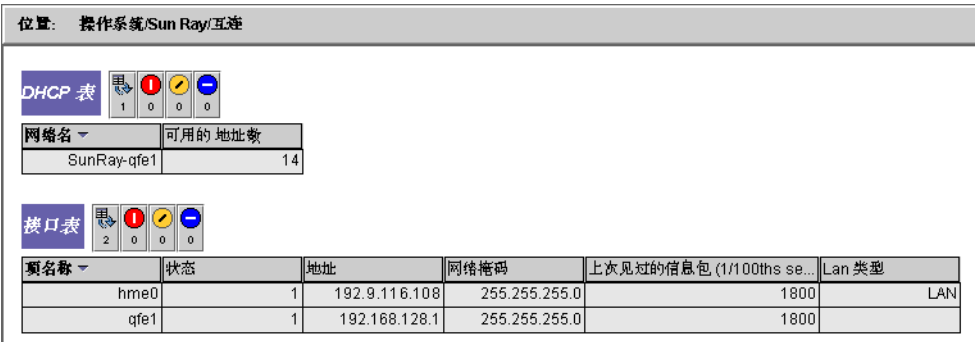 位置: 操作系统/Sun Ray/互连
DHCP 表 1 0 0 0
网络名 可用的 地址数
SunRay-qfe1 14
接口表 2 0 0 0
项名称 状态 地址 网络掩码 上次见过的信息包 (1/100ths se... Lan 类型
hme0 1 192.9.116.108 255.255.255.0 1800 LAN
qfe1 1 192.168.128.1 255.255.255.0 1800